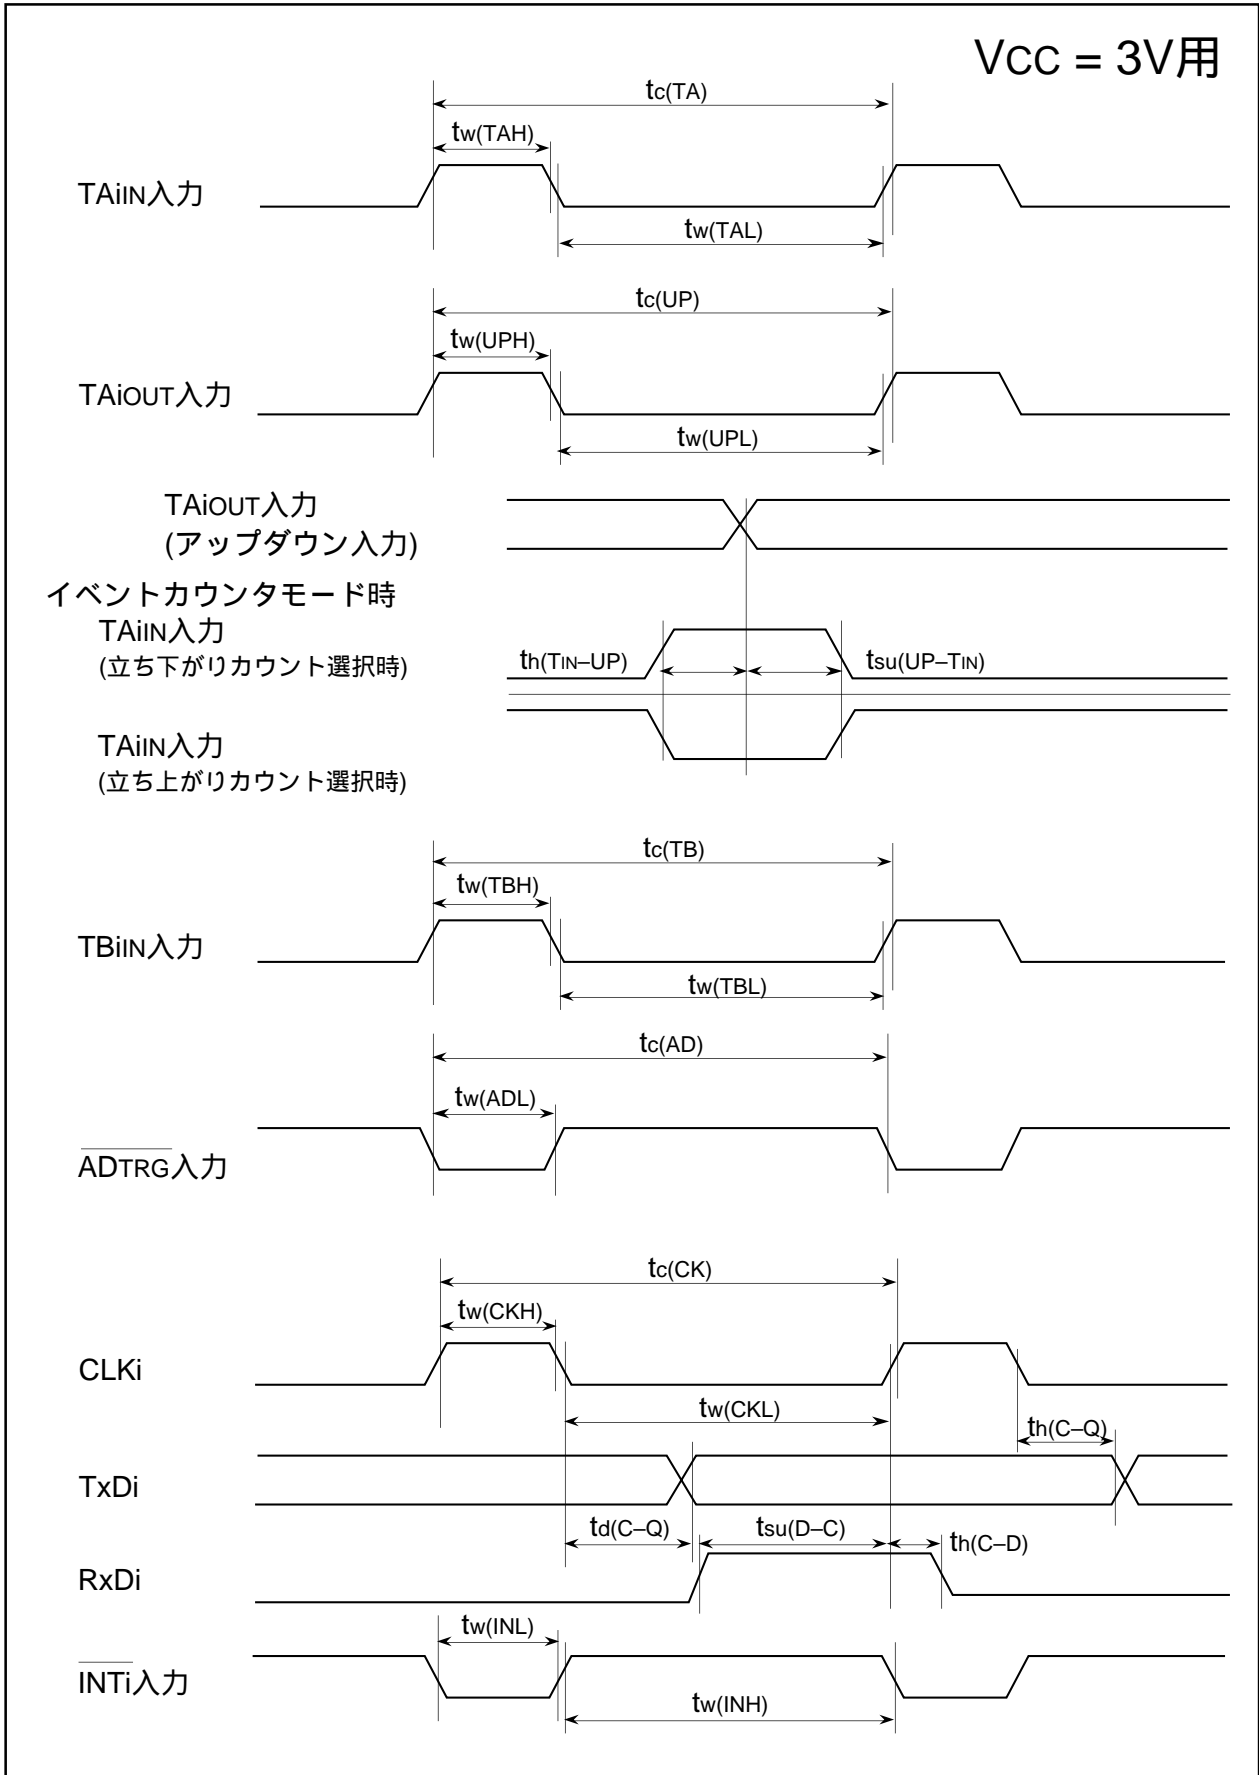 VCC = 3V用
tc(TA)
tw(TAH)
TAiIN入力
tw(TAL)
tc(UP)
tw(UPH)
TAiOUT入力
tw(UPL)
TAiOUT入力
(アップダウン入力)
イベントカウンタモード時
TAiIN入力
(立ち下がりカウント選択時)
th(TIN–UP)
tsu(UP–TIN)
TAiIN入力
(立ち上がりカウント選択時)
tc(TB)
tw(TBH)
TBiIN入力
tw(TBL)
tc(AD)
tw(ADL)
ADTRG入力
tc(CK)
tw(CKH)
CLKi
tw(CKL)
th(C–Q)
TxDi
td(C–Q)
tsu(D–C)
th(C–D)
RxDi
tw(INL)
INTi入力
tw(INH)